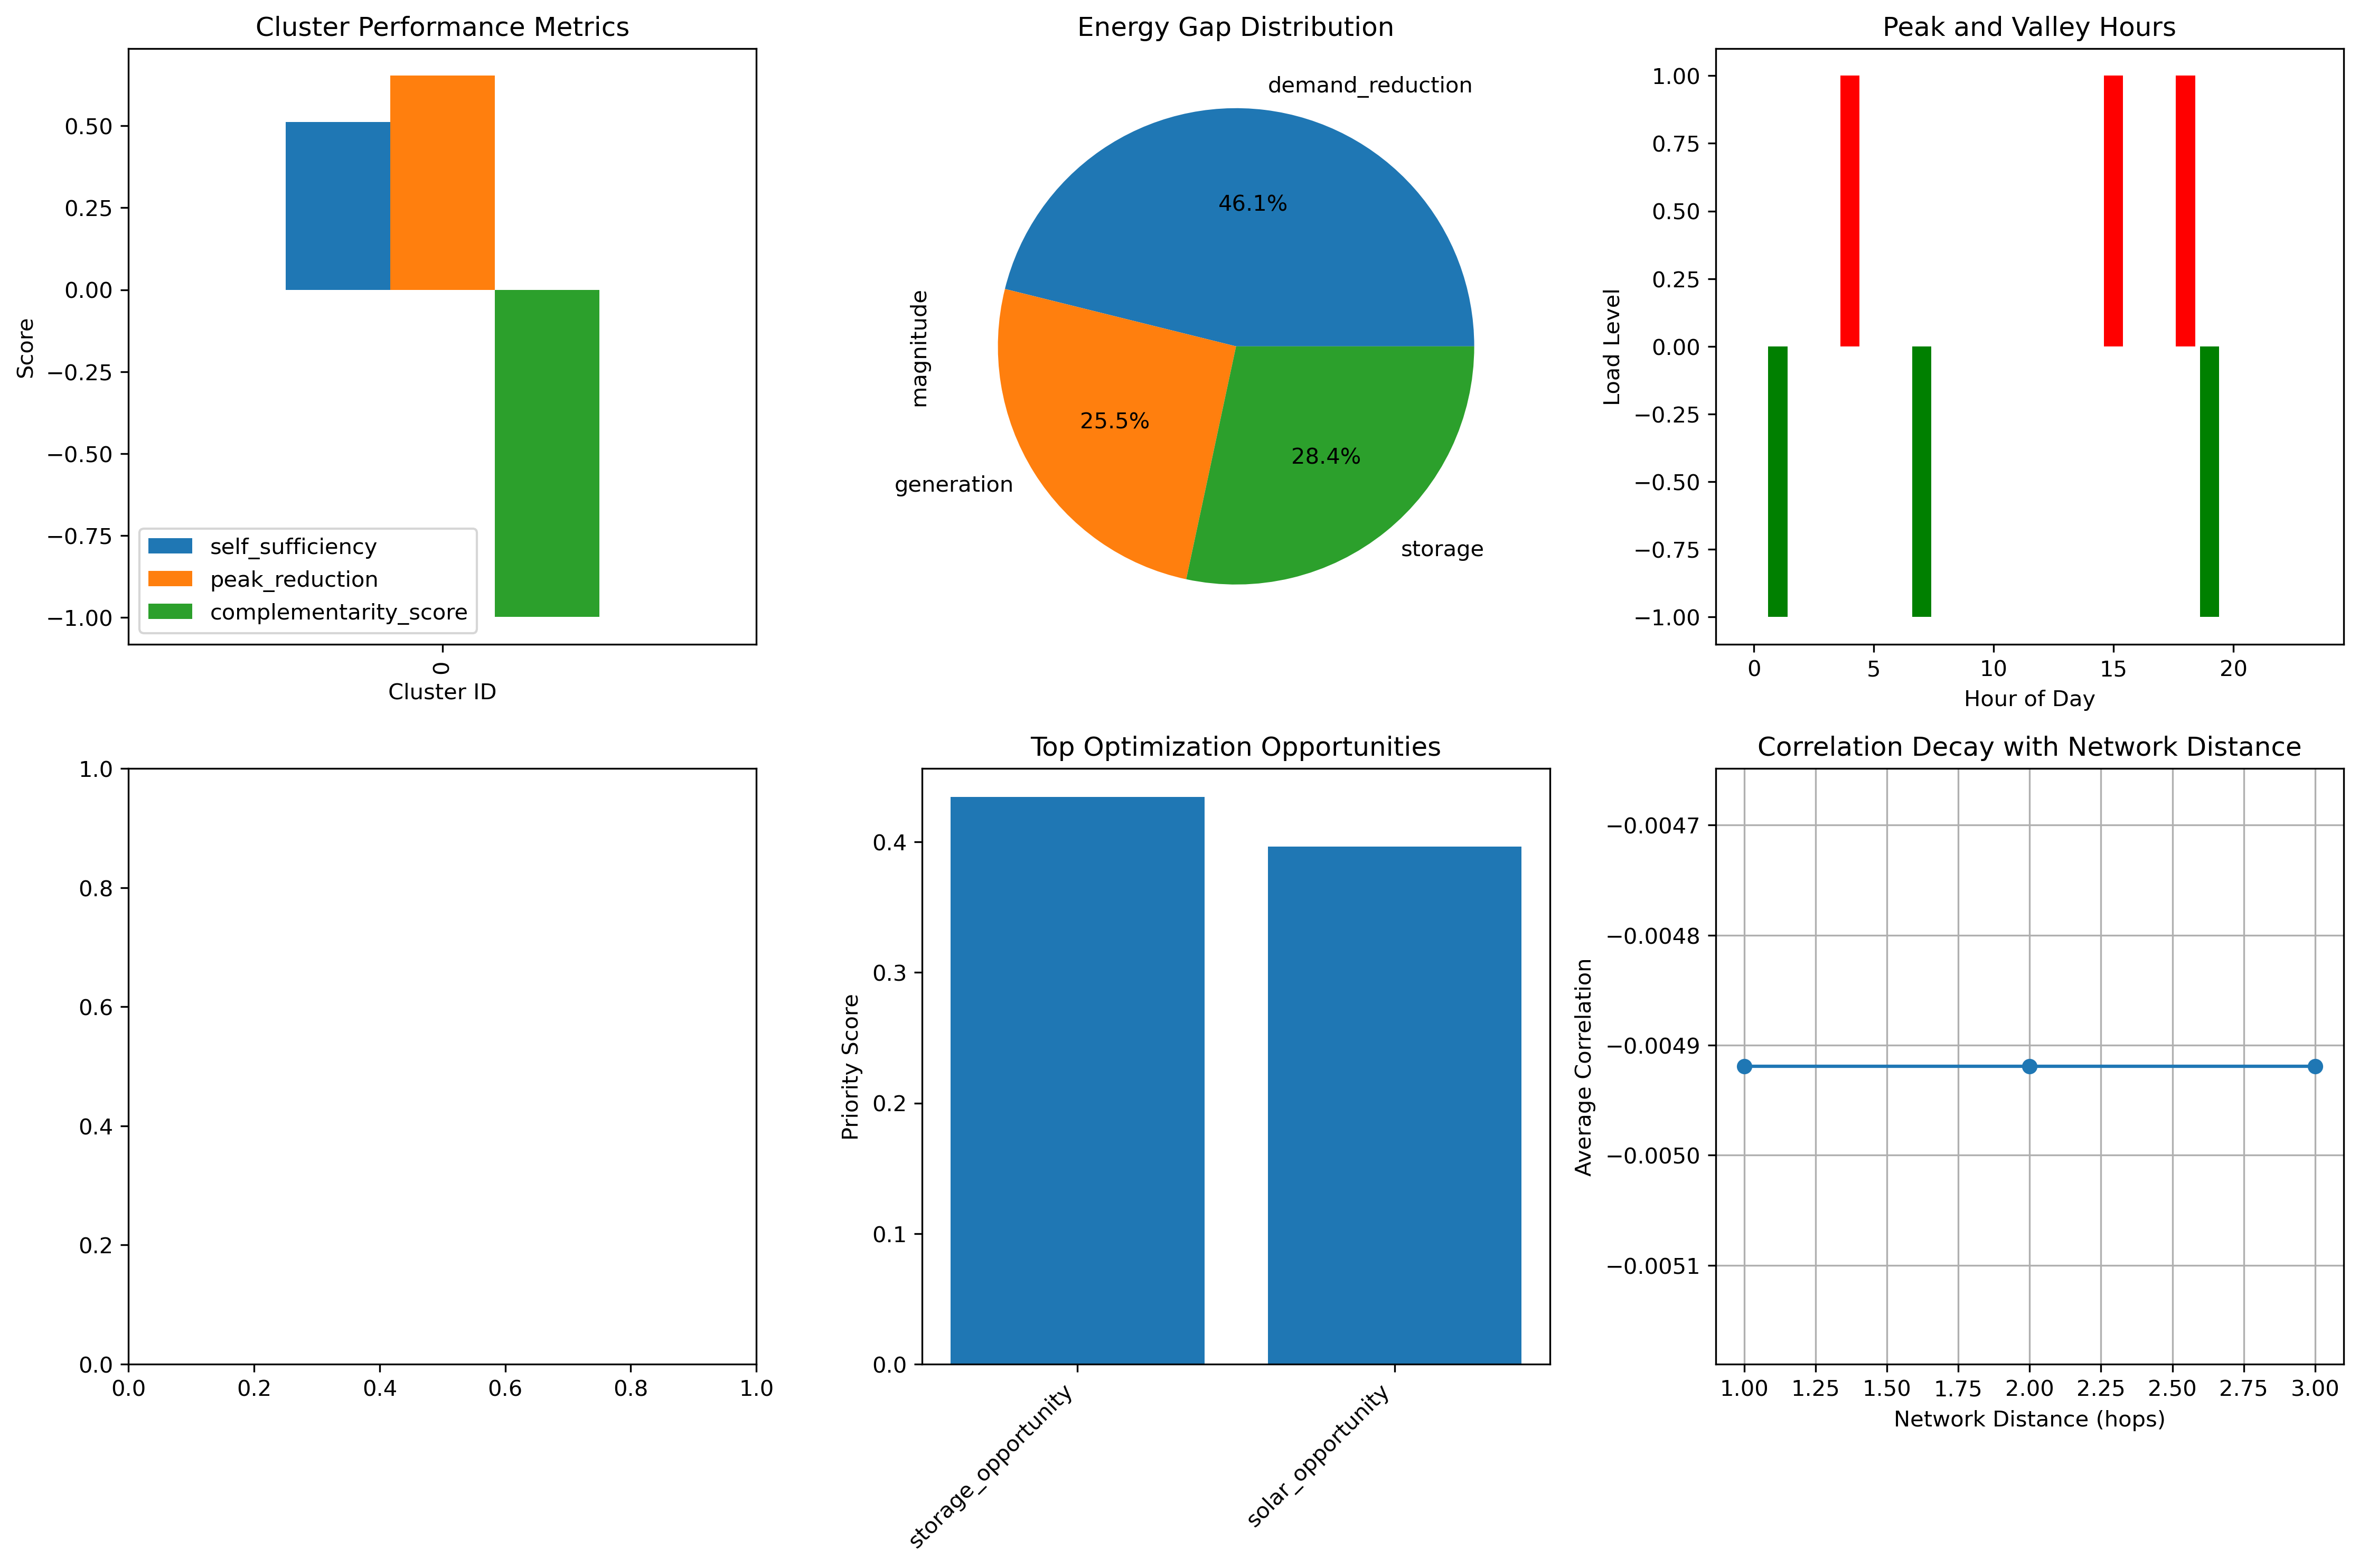 Cluster Performance Metrics
0.50
0.25
0.00
−0.25
−0.50
−0.75
−1.00
Score
self_sufficiency
peak_reduction
complementarity_score
0
Cluster ID
Energy Gap Distribution
demand_reduction
46.1%
magnitude
25.5%
generation
28.4%
storage
Peak and Valley Hours
1.00
0.75
0.50
0.25
0.00
−0.25
−0.50
−0.75
−1.00
Load Level
0 5 10 15 20
Hour of Day
1.0
0.8
0.6
0.4
0.2
0.0
0.0 0.2 0.4 0.6 0.8 1.0
Top Optimization Opportunities
0.4
0.3
0.2
0.1
0.0
Priority Score
storage_opportunity
solar_opportunity
Correlation Decay with Network Distance
−0.0047
−0.0048
−0.0049
−0.0050
−0.0051
Average Correlation
1.00 1.25 1.50 1.75 2.00 2.25 2.50 2.75 3.00
Network Distance (hops)